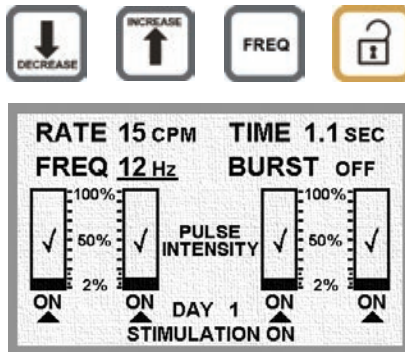 DECREASE
INCREASE
FREQ
RATE 15 CPM TIME 1.1 SEC
FREQ 12 Hz BURST OFF
100% 100%
50% PULSE INTENSITY 50%
2% 2%
ON ON ON ON
DAY 1
STIMULATION ON